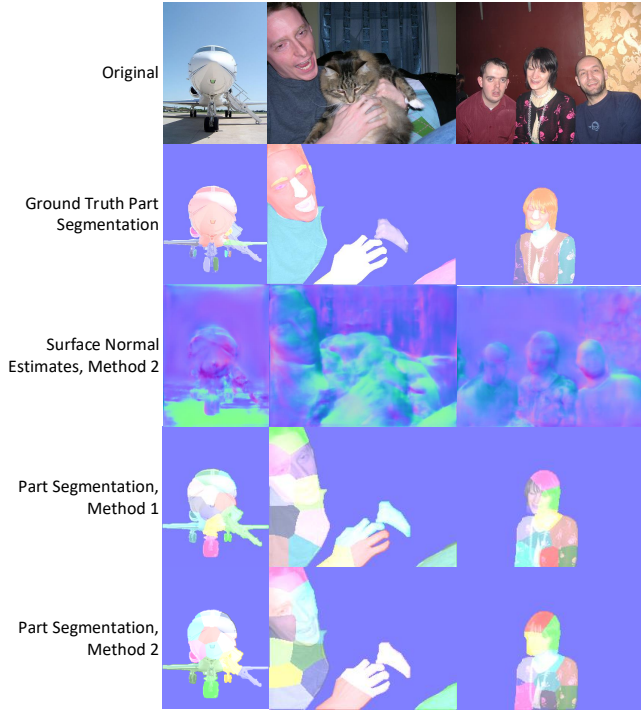 Original
Ground Truth Part
Segmentation
Surface Normal
Estimates, Method 2
Part Segmentation,
Method 1
Part Segmentation,
Method 2